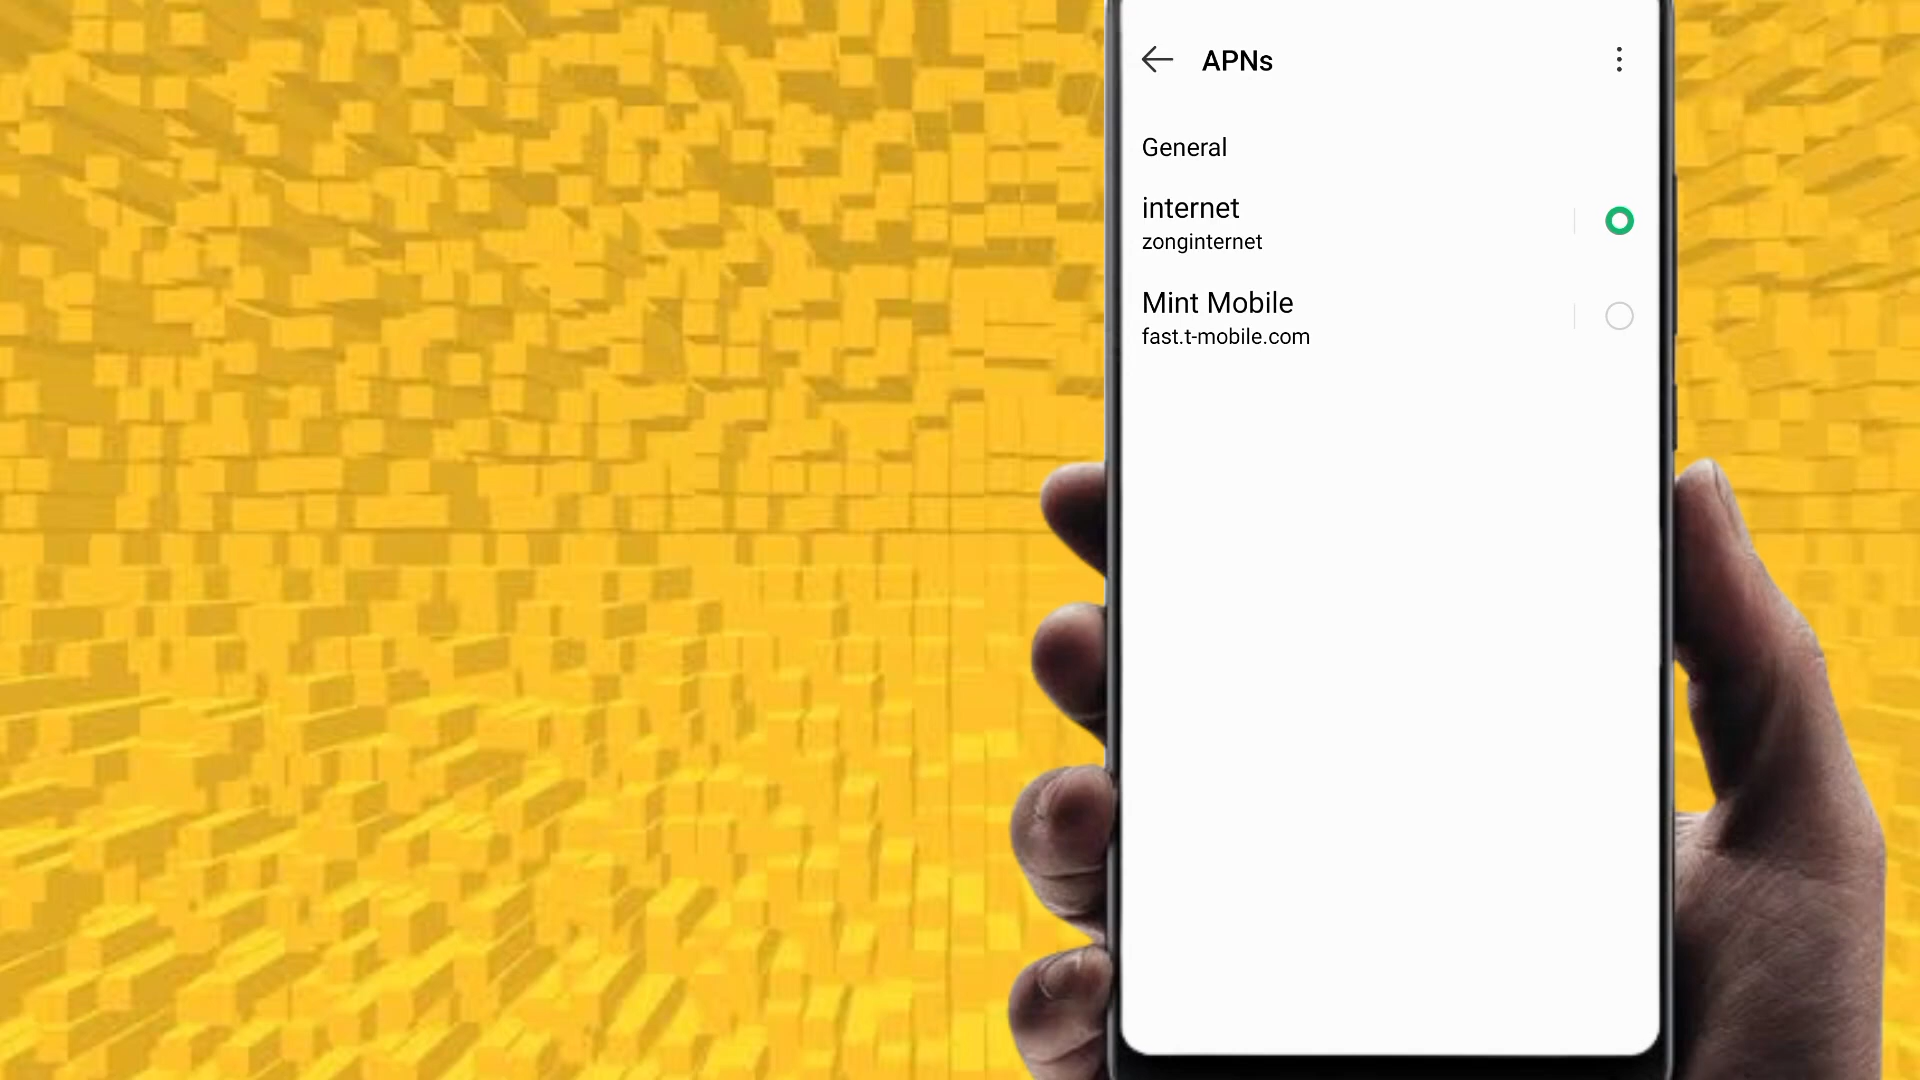 APNs
General
internet
zonginternet
Mint Mobile
fast.t-mobile.com